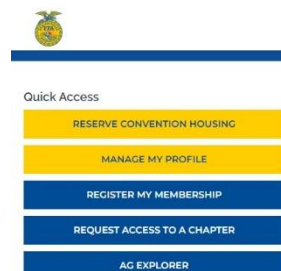 Quick Access
RESERVE CONVENTION HOUSING
MANAGE MY PROFILE
REGISTER MY MEMBERSHIP
REQUEST ACCESS TO A CHAPTER
AG EXPLORER